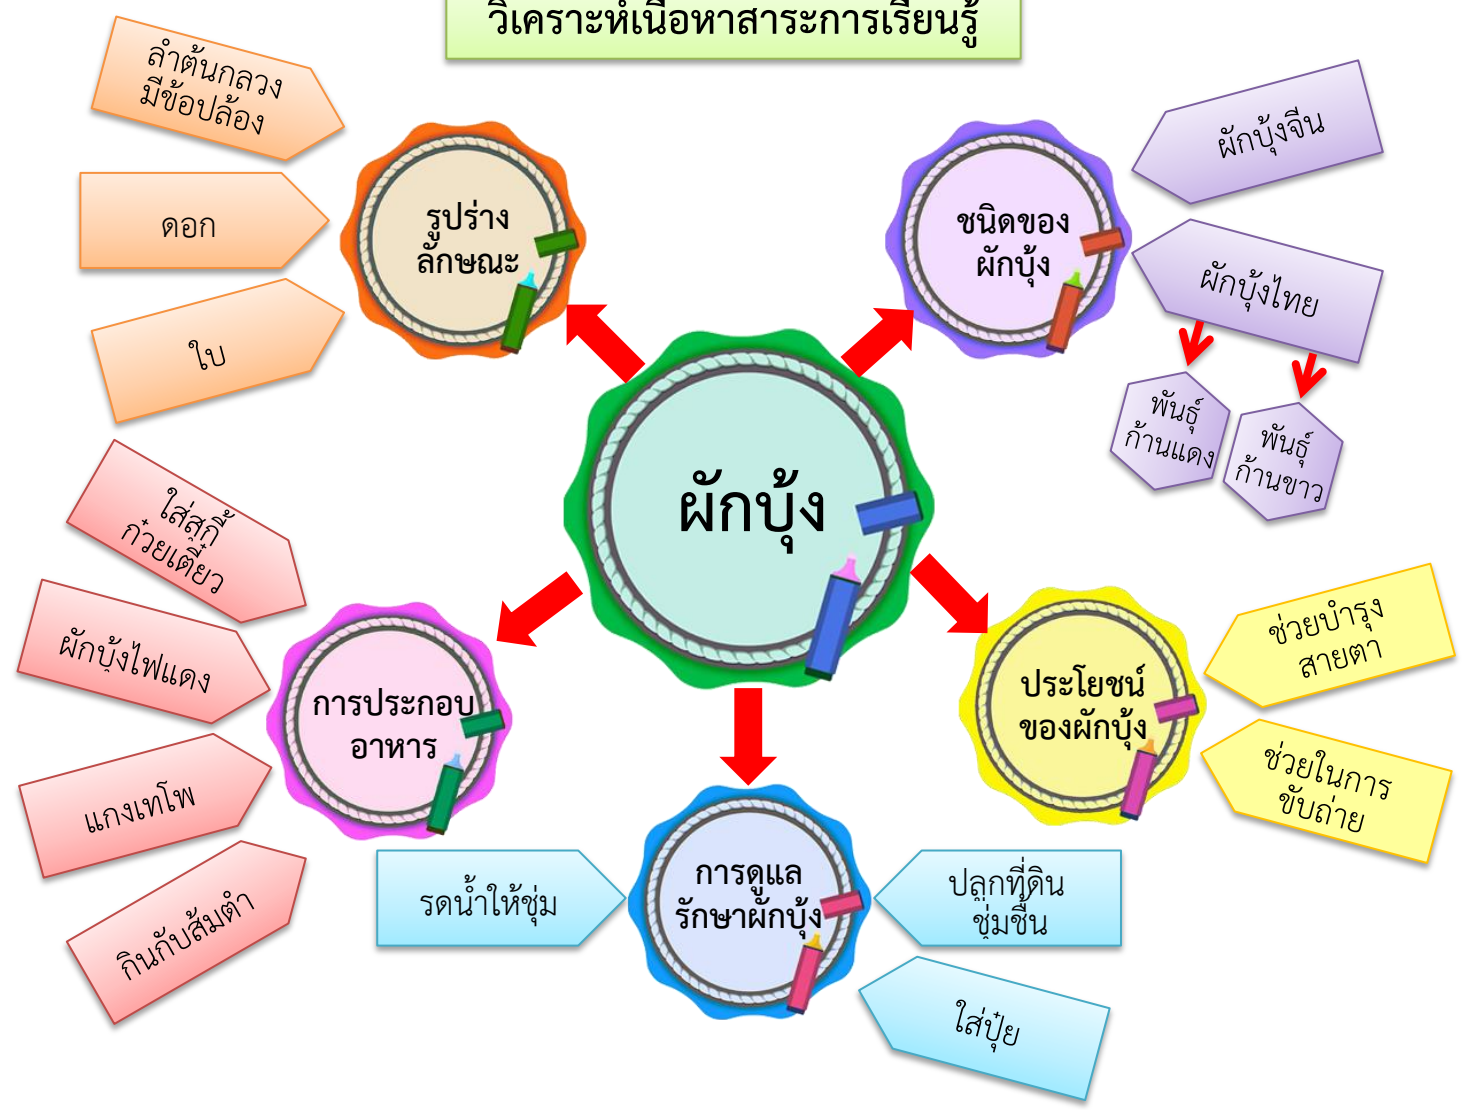 วิเคราะห์เนื้อหาสาระการเรียนรู้
ลำต้นกลวง
มีข้อปล้อง
ดอก
ใบ
รูปร่าง
ลักษณะ
ชนิดของ
ผักบุ้ง
ผักบุ้งจีน
ผักบุ้งไทย
พันธุ์
ก้านแดง
พันธุ์
ก้านขาว
ผักบุ้ง
ใส่สุกี้
ก๋วยเตี๋ยว
ผักบุ้งไฟแดง
แกงเทโพ
กินกับส้มตำ
การประกอบ
อาหาร
ประโยชน์
ของผักบุ้ง
ช่วยบำรุง
สายตา
ช่วยในการ
ขับถ่าย
รดน้ำให้ชุ่ม
การดูแล
รักษาผักบุ้ง
ปลูกที่ดิน
ชุ่มชื้น
ใส่ปุ๋ย